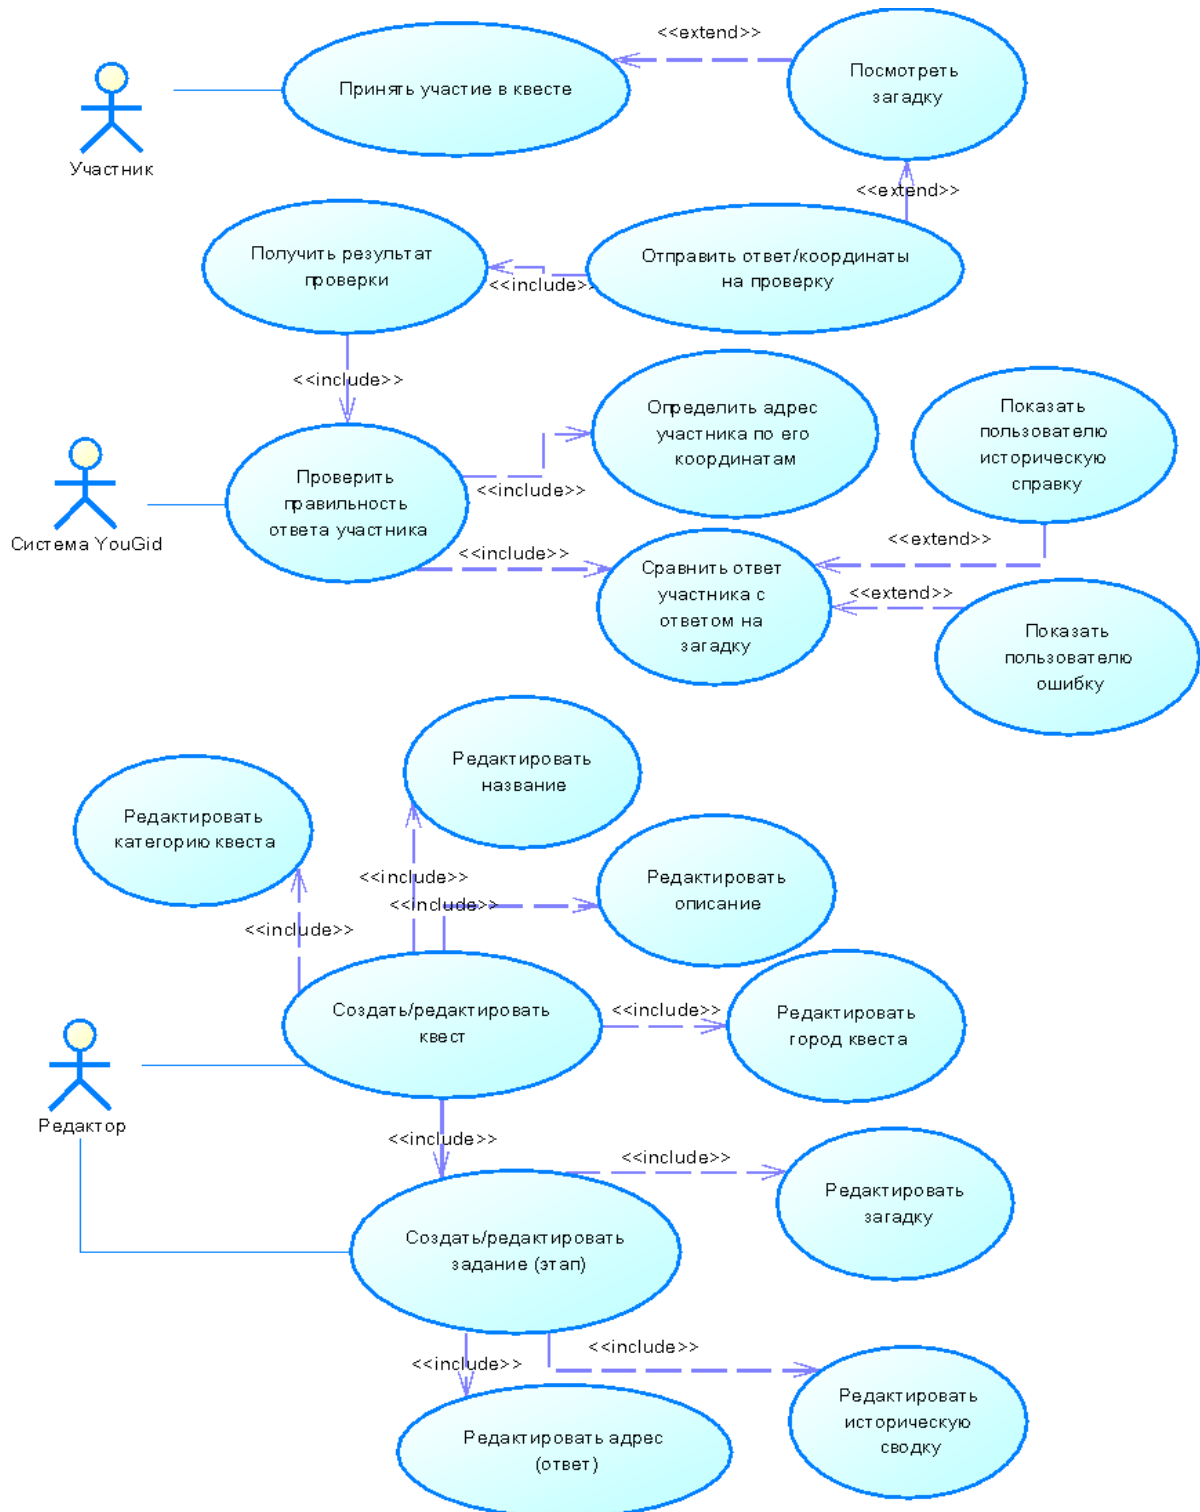 <<extend>>
Принять участие в квесте
Посмотреть
загадку
Участник
<<extend>>
Получить результат
проверки
Отправить ответ/координаты
на проверку
<<include>>
<<include>>
Определить адрес
участника по его
координатам
Показать
пользователю
историческую
справку
Проверить
правильность
ответа участника
<<include>>
Система YouGid
<<include>>
<<extend>>
Сравнить ответ
участника с
ответом на
загадку
<<extend>>
Показать
пользователю
ошибку
Редактировать
название
Редактировать
категорию квеста
<<include>>
Редактировать
описание
<<include>>
<<include>>
Создать/редактировать
квест
<<include>>
Редактировать
город квеста
Редактор
<<include>>
<<include>>
Редактировать
загадку
Создать/редактировать
задание (этап)
<<include>>
<<include>>
Редактировать
историческую
сводку
Редактировать адрес
(ответ)